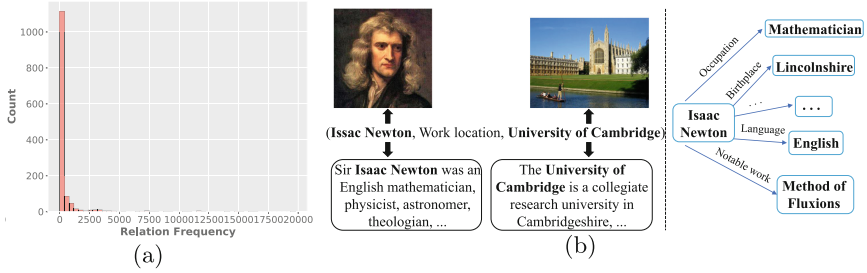 1000
800
600
400
200
0
Count
0 2500 5000 7500 10000 12500 15000 17500 20000
Relation Frequency
(a)
(Issac Newton, Work location, University of Cambridge)
Sir Isaac Newton was an
English mathematician,
physicist, astronomer,
theologian, ...
The University of
Cambridge is a collegiate
research university in
Cambridgeshire, ...
(b)
Isaac
Newton
Occupation
Mathematician
Birthplace
Lincolnshire
...
...
Language
English
Notable work
Method of
Fluxions